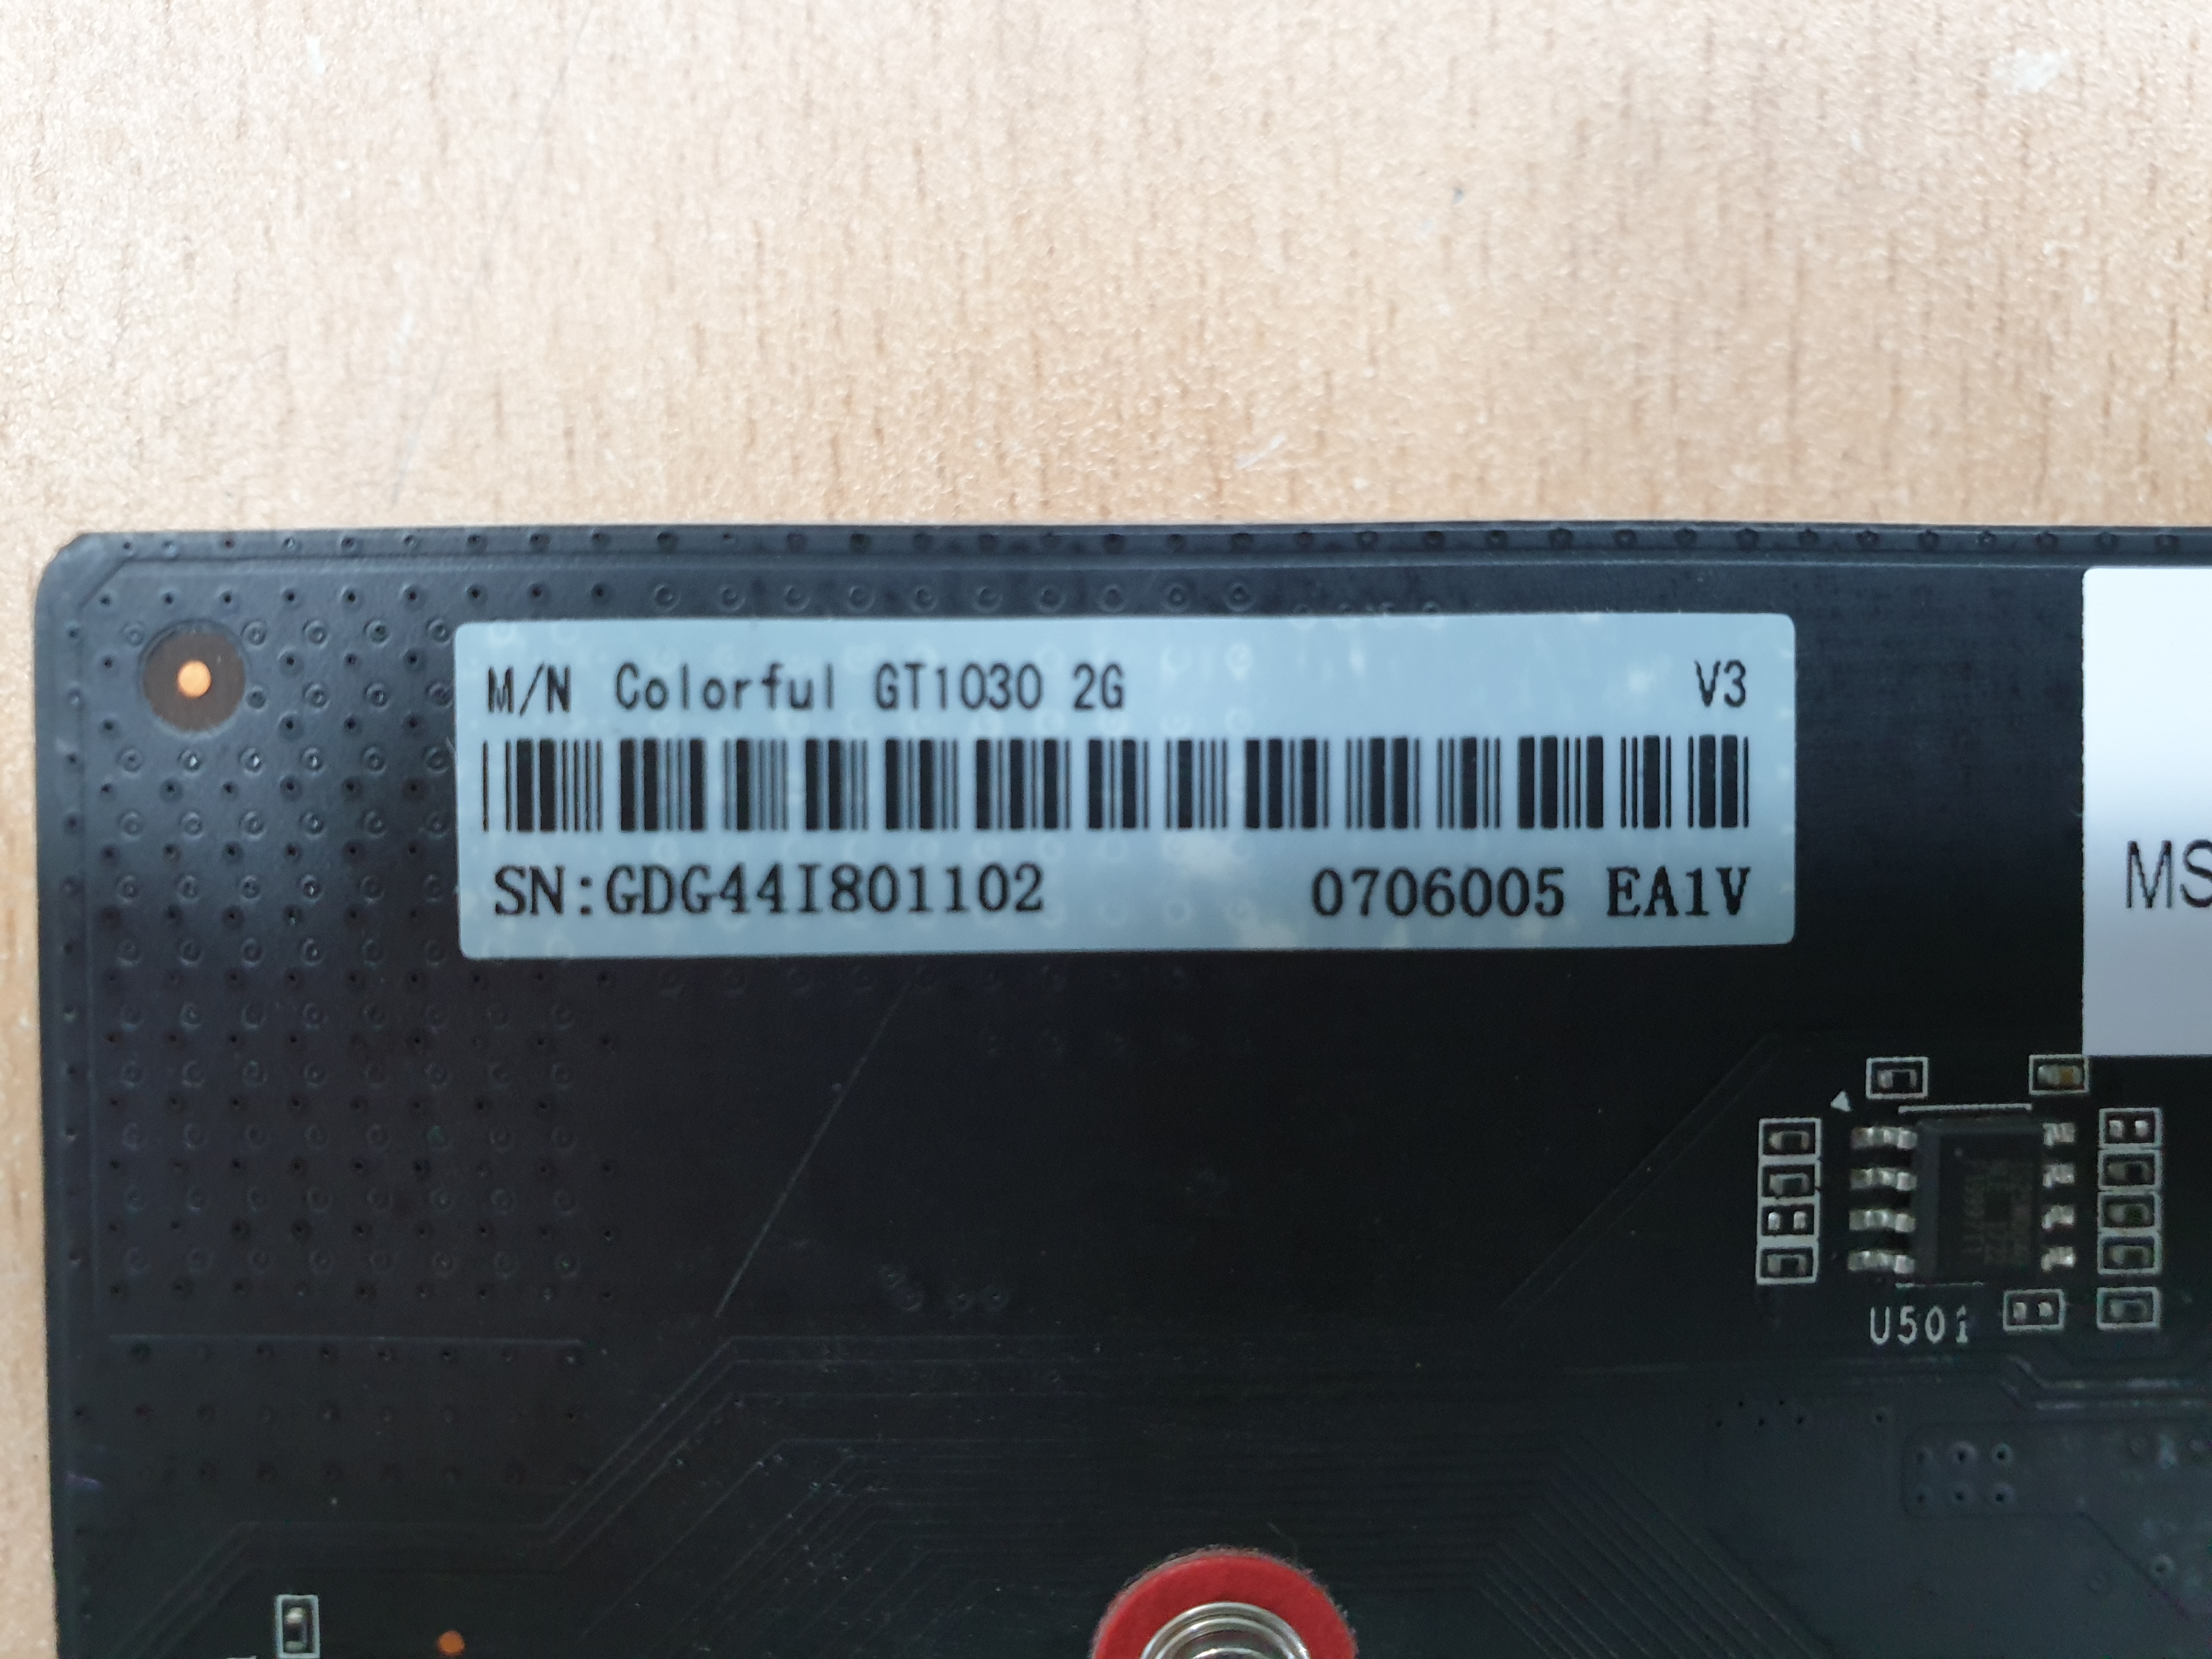 M/N Colorful GT1030 2G V3
SN:GDG44I801102 0706005 EA1V
MS
U501